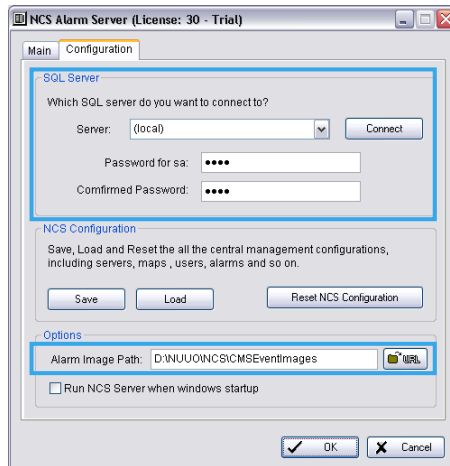 NCS Alarm Server (License: 30 - Trial)
Main Configuration
SQL Server
Which SQL server do you want to connect to?
Server: (local) Connect
Password for sa: ••••
Comfirmed Password: ••••
NCS Configuration
Save, Load and Reset the all the central management configurations,
including servers, maps , users, alarms and so on.
Save Load Reset NCS Configuration
Options
Alarm Image Path: D:\NUUO\NCS\CMSEventImages URL
Run NCS Server when windows startup
OK Cancel